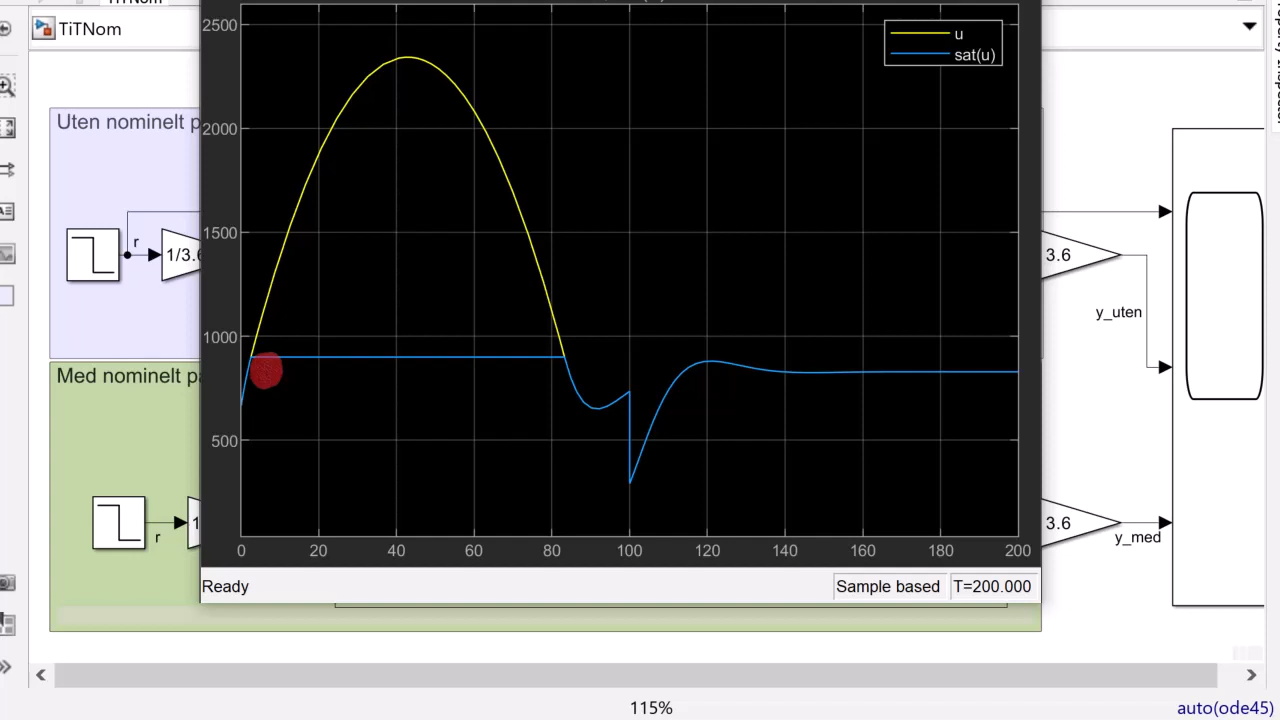 TiTNom
u
sat(u)
2500
2000
1500
1000
500
0 20 40 60 80 100 120 140 160 180 200
Ready
Sample based
T=200.000
Uten nominelt
r
1/3.6
3.6
y_uten
Med nominelt
r
1
3.6
y_med
115%
auto(ode45)